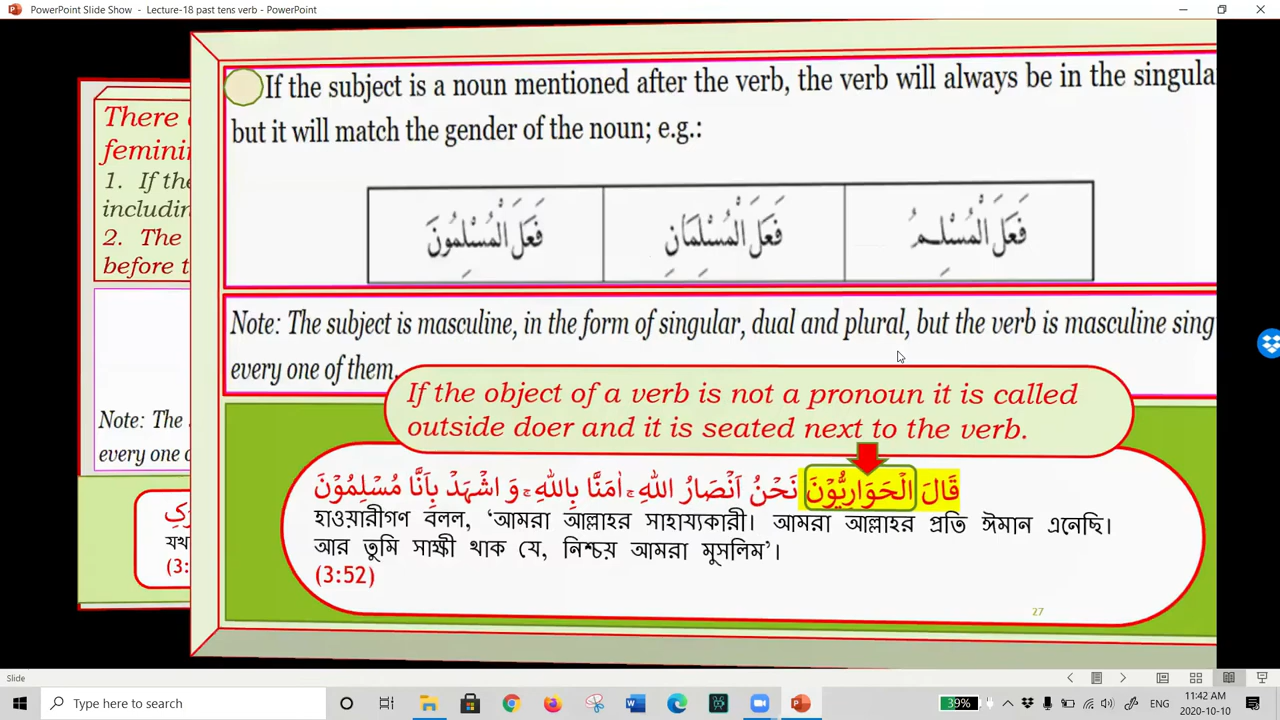 PowerPoint Slide Show - Lecture-18 past tens verb - PowerPoint
If the subject is a noun mentioned after the verb, the verb will always be in the singula
but it will match the gender of the noun; e.g.:
فَعَلَ الْمُسْلِمُ
فَعَلَ الْمُسْلِمَانِ
فَعَلَ الْمُسْلِمُونَ
Note: The subject is masculine, in the form of singular, dual and plural, but the verb is masculine sing
every one of them.
If the object of a verb is not a pronoun it is called
outside doer and it is seated next to the verb.
قَالَ الْحَوَارِيُّوْنَ نَحْنُ اَنْصَارُ اللّٰهِ ۚ اٰمَنَّا بِاللّٰهِ ۚ وَ اشْهَدْ بِاَنَّا مُسْلِمُوْنَ
হাওয়ারীগণ বলল, ‘আমরা আল্লাহর সাহায্যকারী। আমরা আল্লাহর প্রতি ঈমান এনেছি।
আর তুমি সাক্ষী থাক যে, নিশ্চয় আমরা মুসলিম’।
(3:52)
27
There
feminin
1. If the
includin
2. The
before t
Note: The
every o
যখ
(3:
Slide
Type here to search
39%
ENG
11:42 AM
2020-10-10